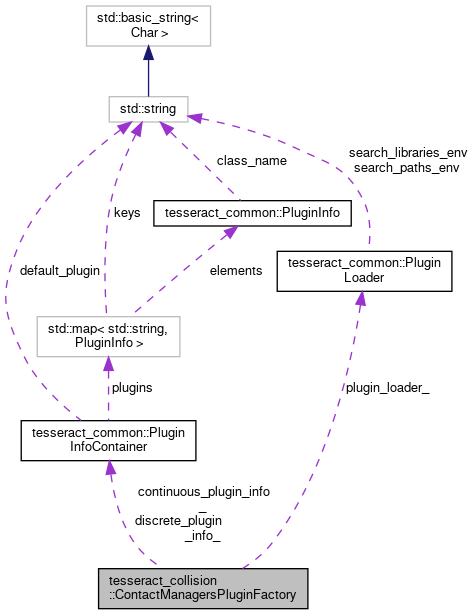 std::basic_string<
Char >
std::string
search_libraries_env
search_paths_env
class_name
keys
tesseract_common::PluginInfo
default_plugin
elements
tesseract_common::Plugin
Loader
std::map< std::string,
PluginInfo >
plugins
plugin_loader_
tesseract_common::Plugin
InfoContainer
continuous_plugin_info
_
discrete_plugin
_info_
tesseract_collision
::ContactManagersPluginFactory